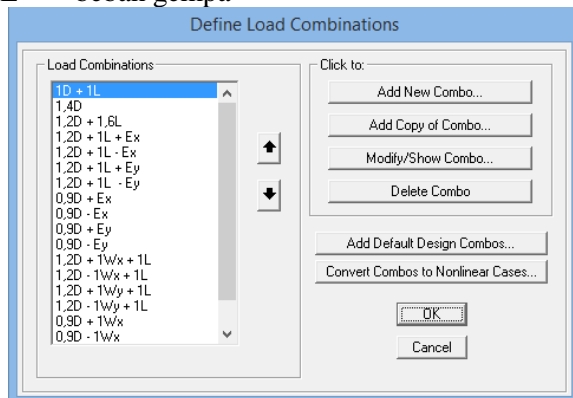 beban gempa
Define Load Combinations
Load Combinations
1D + 1L
1,4D
1,2D + 1,6L
1,2D + 1L + Ex
1,2D + 1L - Ex
1,2D + 1L + Ey
1,2D + 1L - Ey
0,9D + Ex
0,9D - Ex
0,9D + Ey
0,9D - Ey
1,2D + 1Wx + 1L
1,2D - 1Wx + 1L
1,2D + 1Wy + 1L
1,2D - 1Wy + 1L
0,9D + 1Wx
0,9D - 1Wx
Click to:
Add New Combo...
Add Copy of Combo...
Modify/Show Combo...
Delete Combo
Add Default Design Combos...
Convert Combos to Nonlinear Cases...
OK
Cancel